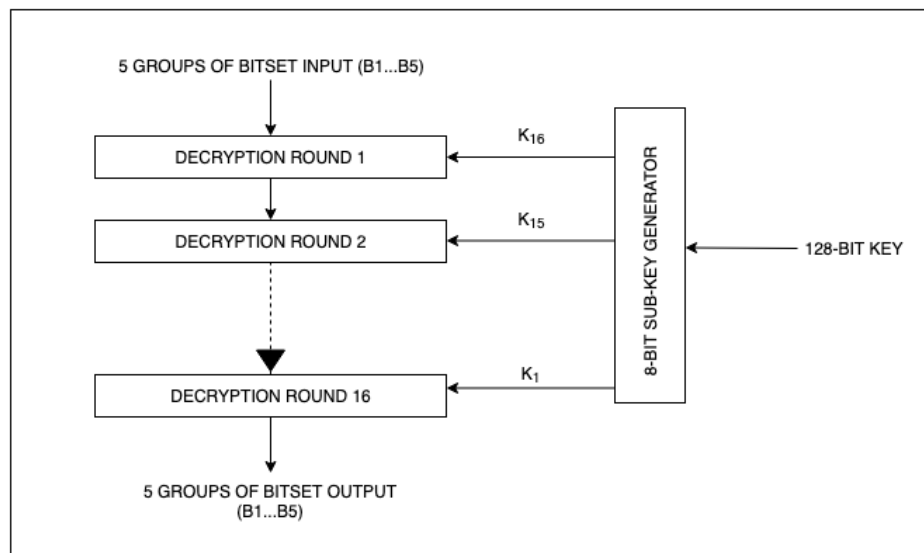 5 GROUPS OF BITSET INPUT (B1...B5)
DECRYPTION ROUND 1
K16
DECRYPTION ROUND 2
K15
8-BIT SUB-KEY GENERATOR
128-BIT KEY
DECRYPTION ROUND 16
K1
5 GROUPS OF BITSET OUTPUT
(B1...B5)